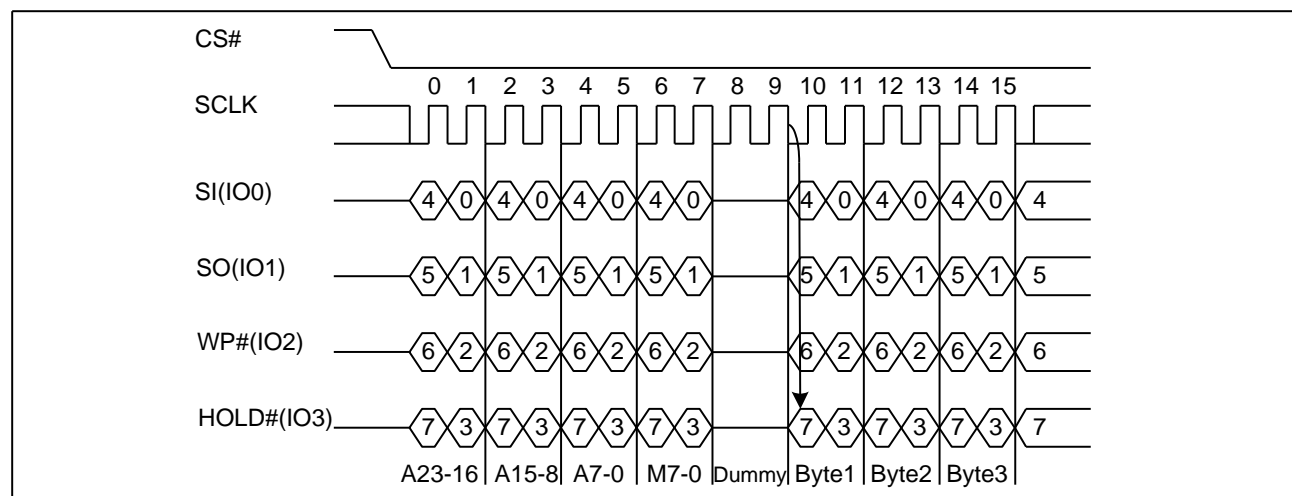 CS#
0 1 2 3 4 5 6 7 8 9 10 11 12 13 14 15
SCLK
SI(IO0) 4 0 4 0 4 0 4 0 4 0 4 0 4 0 4
SO(IO1) 5 1 5 1 5 1 5 1 5 1 5 1 5 1 5
WP#(IO2) 6 2 6 2 6 2 6 2 6 2 6 2 6 2 6
HOLD#(IO3) 7 3 7 3 7 3 7 3 7 3 7 3 7 3 7
A23-16 A15-8 A7-0 M7-0 Dummy Byte1 Byte2 Byte3